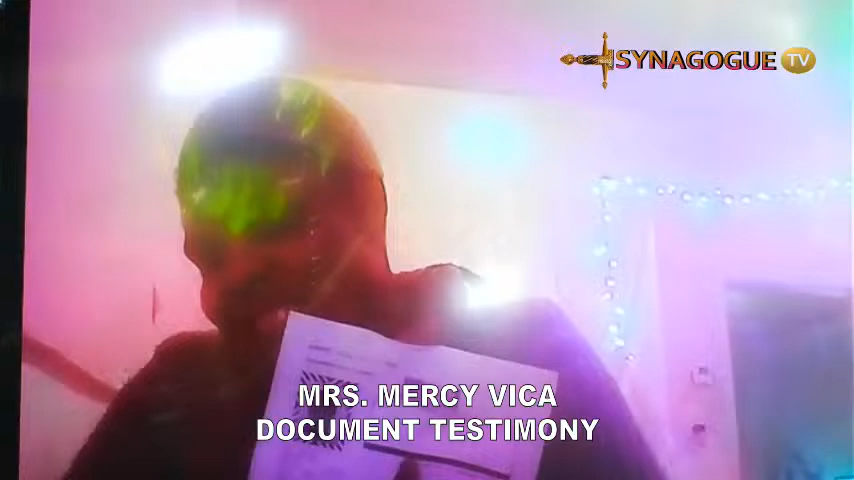 SYNAGOGUE TV
MRS. MERCY VICA
DOCUMENT TESTIMONY